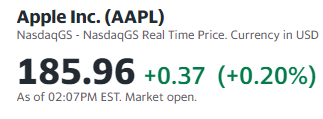 Apple Inc. (AAPL)
NasdaqGS - NasdaqGS Real Time Price. Currency in USD
185.96 +0.37 (+0.20%)
As of 02:07PM EST. Market open.